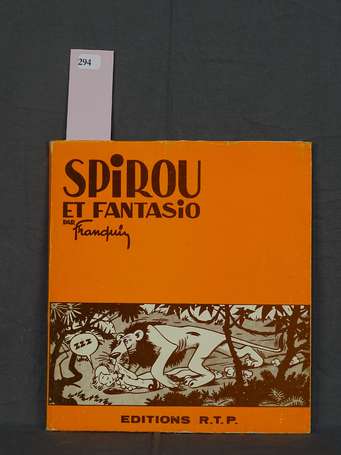 294
SPiROU
ET FANTASiO
PAR
Franquin
ZZZ
EDITIONS R.T.P.